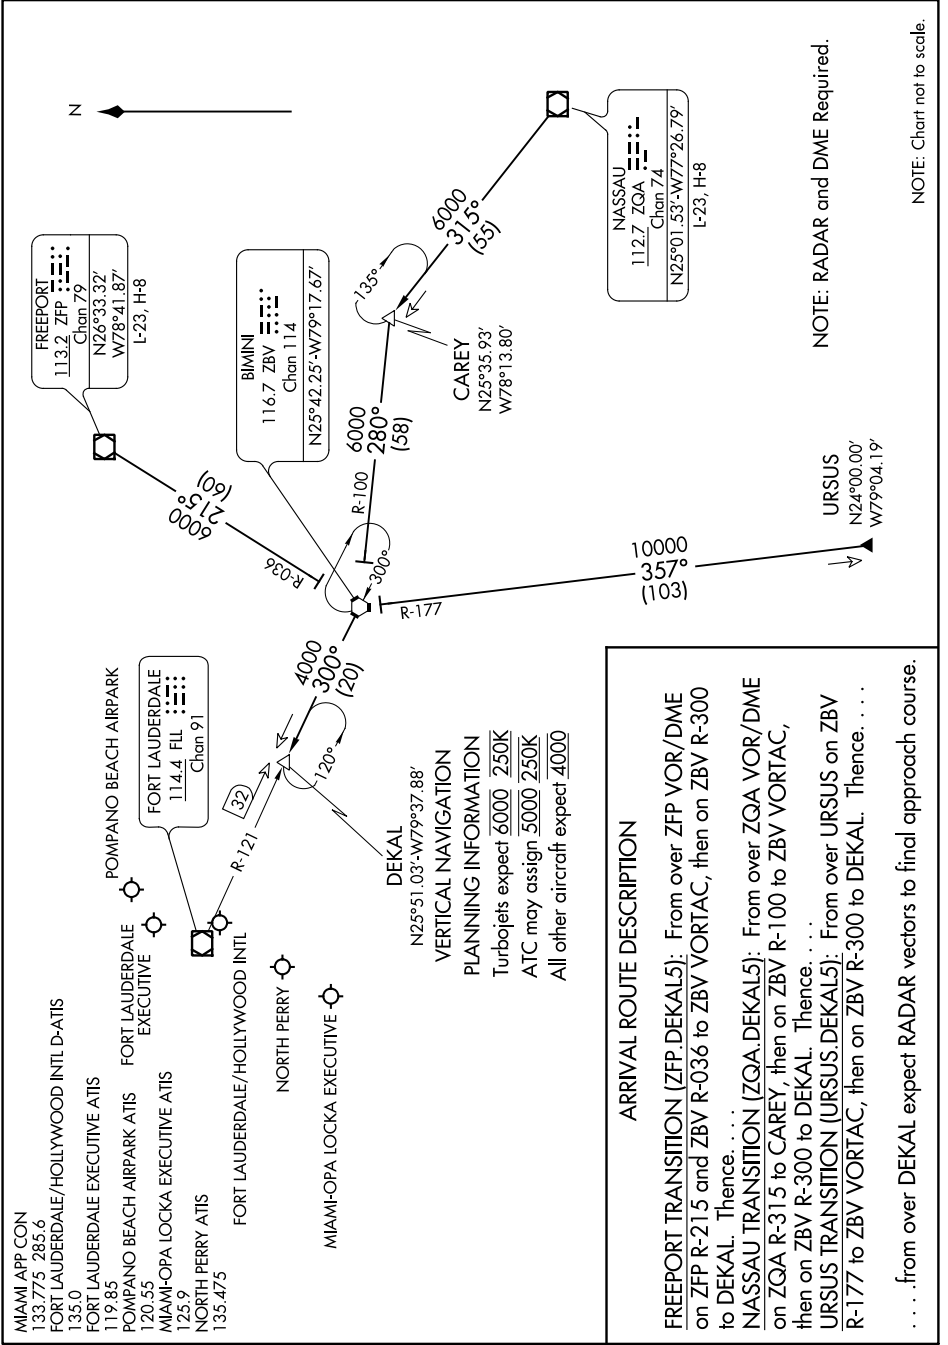 MIAMI APP CON
133.775 285.6
FORT LAUDERDALE/HOLLYWOOD INTL D-ATIS
135.0
FORT LAUDERDALE EXECUTIVE ATIS
119.85
POMPANO BEACH AIRPARK ATIS
120.55
MIAMI-OPA LOCKA EXECUTIVE ATIS
125.9
NORTH PERRY ATIS
135.475
N
FREEPORT
113.2 ZFP
Chan 79
N26°33.32'
W78°41.87'
L-23, H-8
POMPANO BEACH AIRPARK
FORT LAUDERDALE
EXECUTIVE
FORT LAUDERDALE
114.4 FLL
Chan 91
FORT LAUDERDALE/HOLLYWOOD INTL
NORTH PERRY
MIAMI-OPA LOCKA EXECUTIVE
BIMINI
116.7 ZBV
Chan 114
N25°42.25'-W79°17.67'
6000
215°
(60)
R-036
R-121
32
4000
300°
(20)
120°
300°
R-100
6000
280°
(58)
135°
6000
315°
(55)
CAREY
N25°35.93'
W78°13.80'
NASSAU
112.7 ZQA
Chan 74
N25°01.53'-W77°26.79'
L-23, H-8
DEKAL
N25°51.03'-W79°37.88'
VERTICAL NAVIGATION
PLANNING INFORMATION
Turbojets expect 6000 250K
ATC may assign 5000 250K
All other aircraft expect 4000
R-177
10000
357°
(103)
URSUS
N24°00.00'
W79°04.19'
NOTE: RADAR and DME Required.
NOTE: Chart not to scale.
ARRIVAL ROUTE DESCRIPTION
FREEPORT TRANSITION (ZFP.DEKAL5): From over ZFP VOR/DME
on ZFP R-215 and ZBV R-036 to ZBV VORTAC, then on ZBV R-300
to DEKAL. Thence. . . .
NASSAU TRANSITION (ZQA.DEKAL5): From over ZQA VOR/DME
on ZQA R-315 to CAREY, then on ZBV R-100 to ZBV VORTAC,
then on ZBV R-300 to DEKAL. Thence. . . .
URSUS TRANSITION (URSUS.DEKAL5): From over URSUS on ZBV
R-177 to ZBV VORTAC, then on ZBV R-300 to DEKAL. Thence. . . .
. . . .from over DEKAL expect RADAR vectors to final approach course.